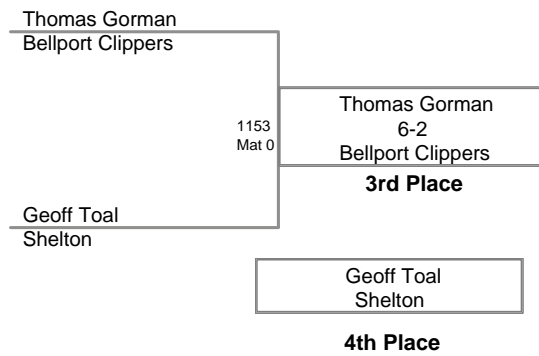 Thomas Gorman
Bellport Clippers
1153
Mat 0
Thomas Gorman
6-2
Bellport Clippers
3rd Place
Geoff Toal
Shelton
Geoff Toal
Shelton
4th Place